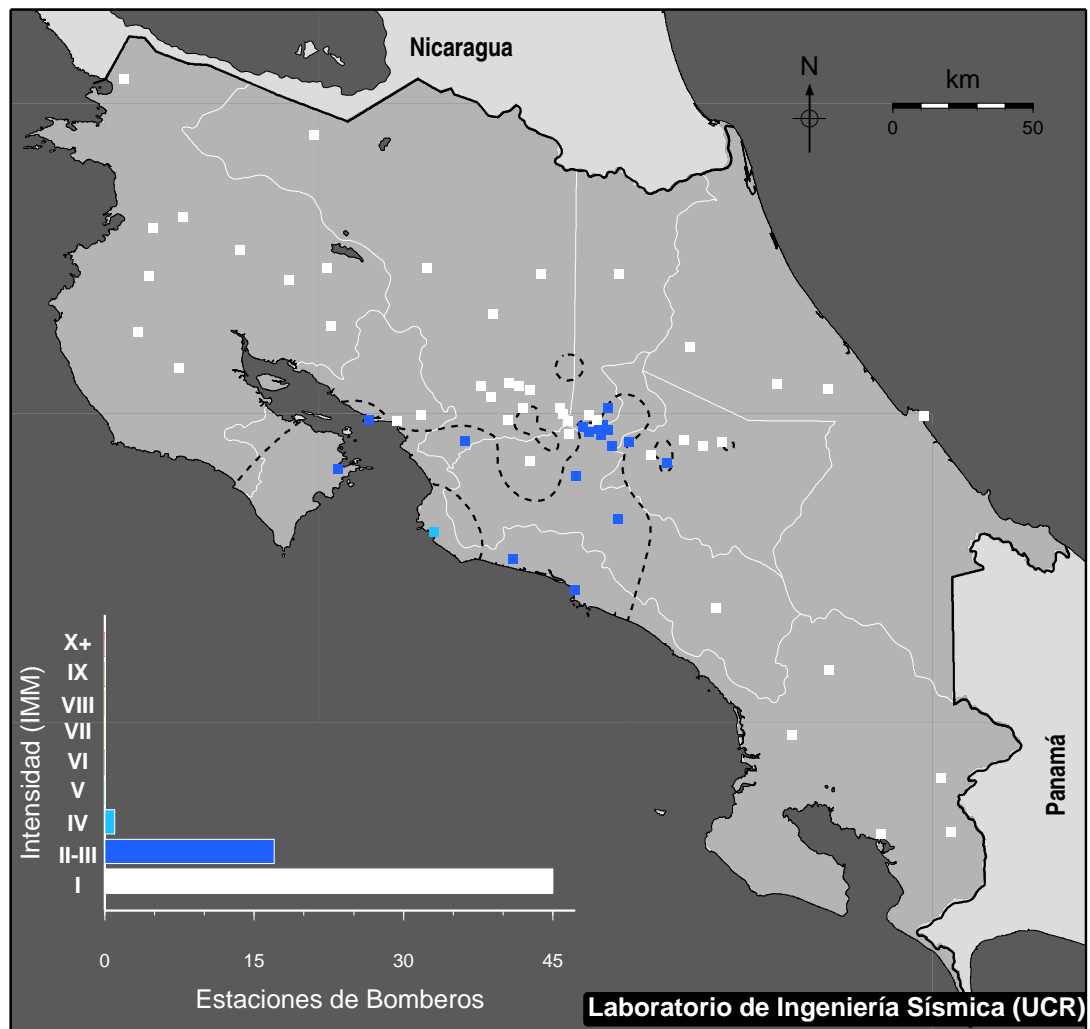 Nicaragua
N
km
0 50
Panamá
Intensidad (IMM)
X+
IX
VIII
VII
VI
V
IV
II-III
I
0 15 30 45
Estaciones de Bomberos
Laboratorio de Ingeniería Sísmica (UCR)